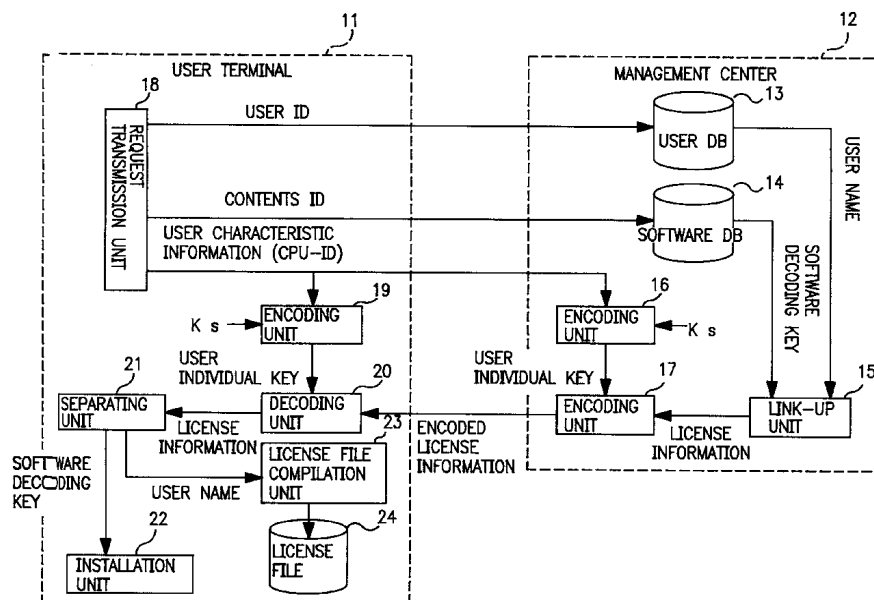 11
12
USER TERMINAL
MANAGEMENT CENTER
18
REQUEST
TRANSMISSION UNIT
USER ID
13
USER DB
USER NAME
CONTENTS ID
14
SOFTWARE DB
SOFTWARE
DECODING KEY
USER CHARACTERISTIC
INFORMATION (CPU-ID)
19
ENCODING
UNIT
K s
16
ENCODING
UNIT
K s
USER
INDIVIDUAL KEY
USER
INDIVIDUAL KEY
21
SEPARATING
UNIT
20
DECODING
UNIT
17
ENCODING
UNIT
15
LINK-UP
UNIT
LICENSE
INFORMATION
ENCODED
LICENSE
INFORMATION
LICENSE
INFORMATION
23
LICENSE FILE
COMPILATION
UNIT
SOFTWARE
DECODING
KEY
USER NAME
22
INSTALLATION
UNIT
24
LICENSE
FILE